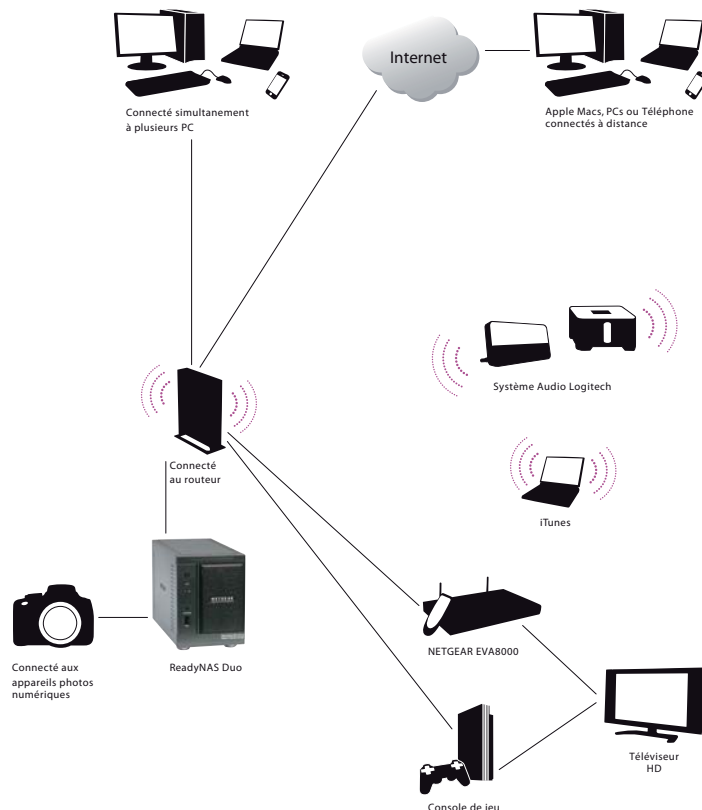 Internet
Connecté simultanement
à plusieurs PC
Apple Macs, PCs ou Téléphone
connectés à distance
Système Audio Logitech
Connecté
au routeur
iTunes
NETGEAR
NETGEAR EVA8000
Connecté aux
appareils photos
numériques
ReadyNAS Duo
Téléviseur
HD
Console de jeu